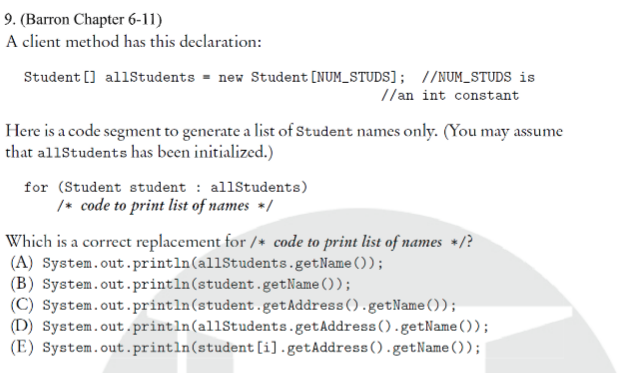 9. (Barron Chapter 6-11)
A client method has this declaration:
Student[] allStudents = new Student[NUM_STUDS]; //NUM_STUDS is
//an int constant
Here is a code segment to generate a list of Student names only. (You may assume
that allStudents has been initialized.)
for (Student student : allStudents)
/* code to print list of names */
Which is a correct replacement for /* code to print list of names */?
(A) System.out.println(allStudents.getName());
(B) System.out.println(student.getName());
(C) System.out.println(student.getAddress().getName());
(D) System.out.println(allStudents.getAddress().getName());
(E) System.out.println(student[i].getAddress().getName());